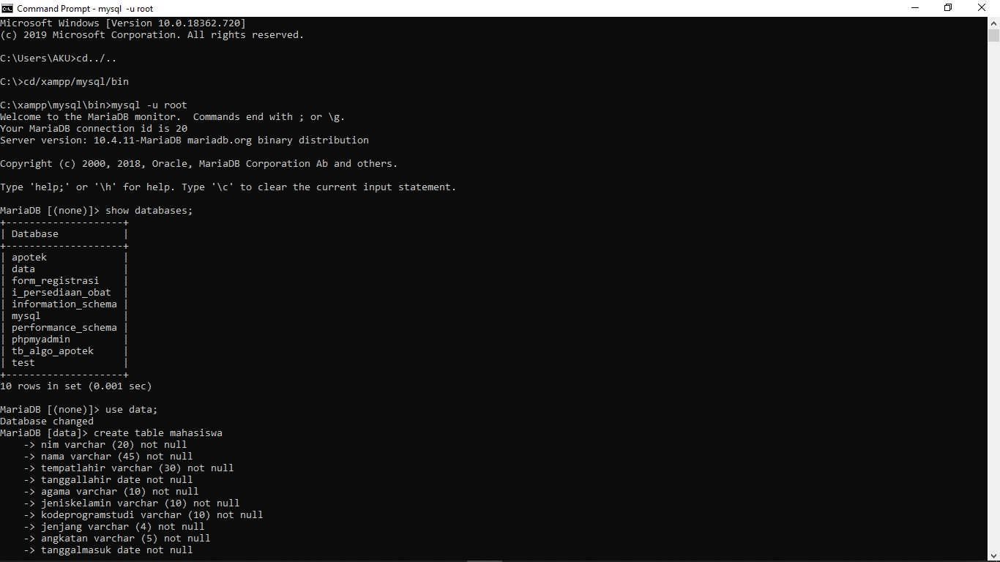 Command Prompt - mysql  -u root
Microsoft Windows [Version 10.0.18362.720]
(c) 2019 Microsoft Corporation. All rights reserved.
C:\Users\AKU>cd../..
C:\>cd/xampp/mysql/bin
C:\xampp\mysql\bin>mysql -u root
Welcome to the MariaDB monitor.  Commands end with ; or \g.
Your MariaDB connection id is 20
Server version: 10.4.11-MariaDB mariadb.org binary distribution
Copyright (c) 2000, 2018, Oracle, MariaDB Corporation Ab and others.
Type 'help;' or '\h' for help. Type '\c' to clear the current input statement.
MariaDB [(none)]> show databases;
+--------------------+
| Database           |
+--------------------+
| apotek             |
| data               |
| form_registrasi    |
| i_persediaan_obat  |
| information_schema |
| mysql              |
| performance_schema |
| phpmyadmin         |
| tb_algo_apotek     |
| test               |
+--------------------+
10 rows in set (0.001 sec)
MariaDB [(none)]> use data;
Database changed
MariaDB [data]> create table mahasiswa
    -> nim varchar (20) not null
    -> nama varchar (45) not null
    -> tempatlahir varchar (30) not null
    -> tanggallahir date not null
    -> agama varchar (10) not null
    -> jeniskelamin varchar (10) not null
    -> kodeprogramstudi varchar (10) not null
    -> jenjang varchar (4) not null
    -> angkatan varchar (5) not null
    -> tanggalmasuk date not null